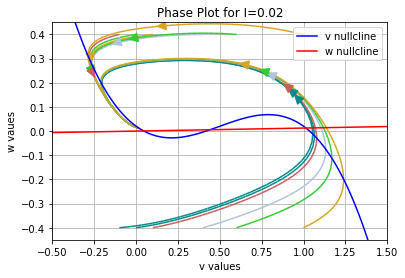 Phase Plot for I=0.02
v nullcline
w nullcline
w values
0.4
0.3
0.2
0.1
0.0
−0.1
−0.2
−0.3
−0.4
−0.50 −0.25 0.00 0.25 0.50 0.75 1.00 1.25 1.50
v values